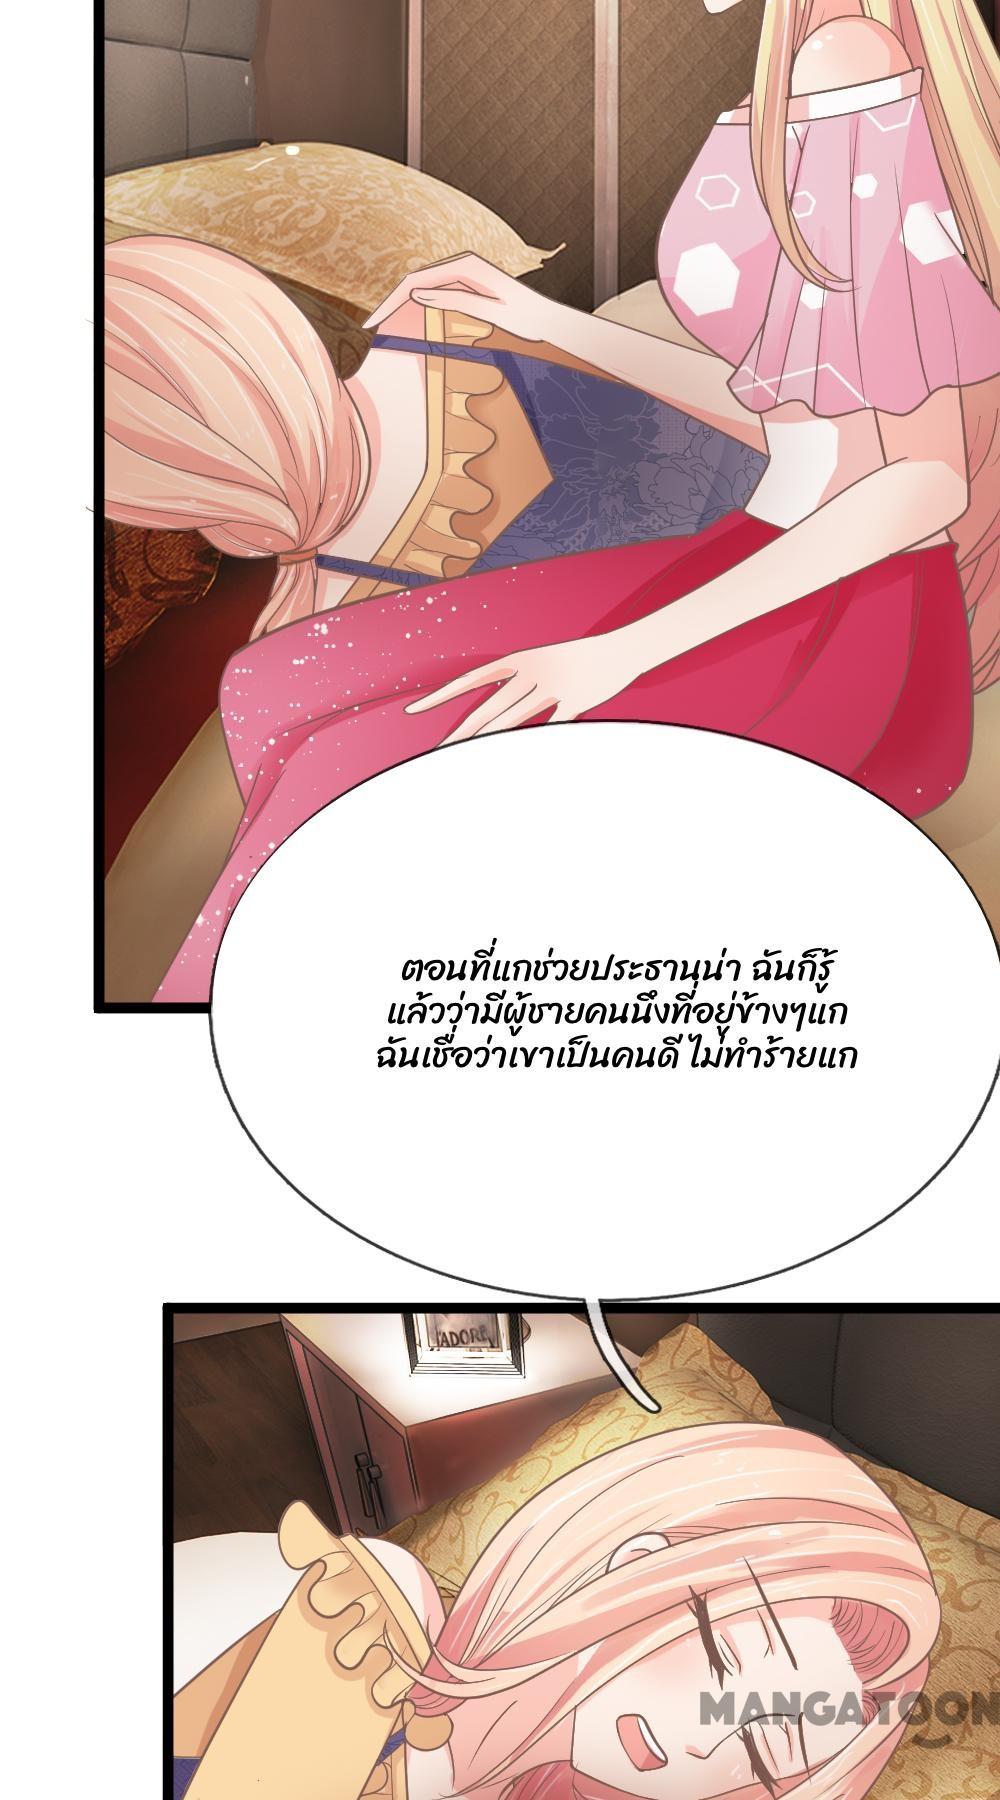 ตอนที่แกช่วยประธานน่า ฉันก็รู้
แล้วว่ามีผู้ชายคนนึงที่อยู่ข้างๆแก
ฉันเชื่อว่าเขาเป็นคนดี ไม่ทำร้ายแก
J'ADORE
MANGATOON